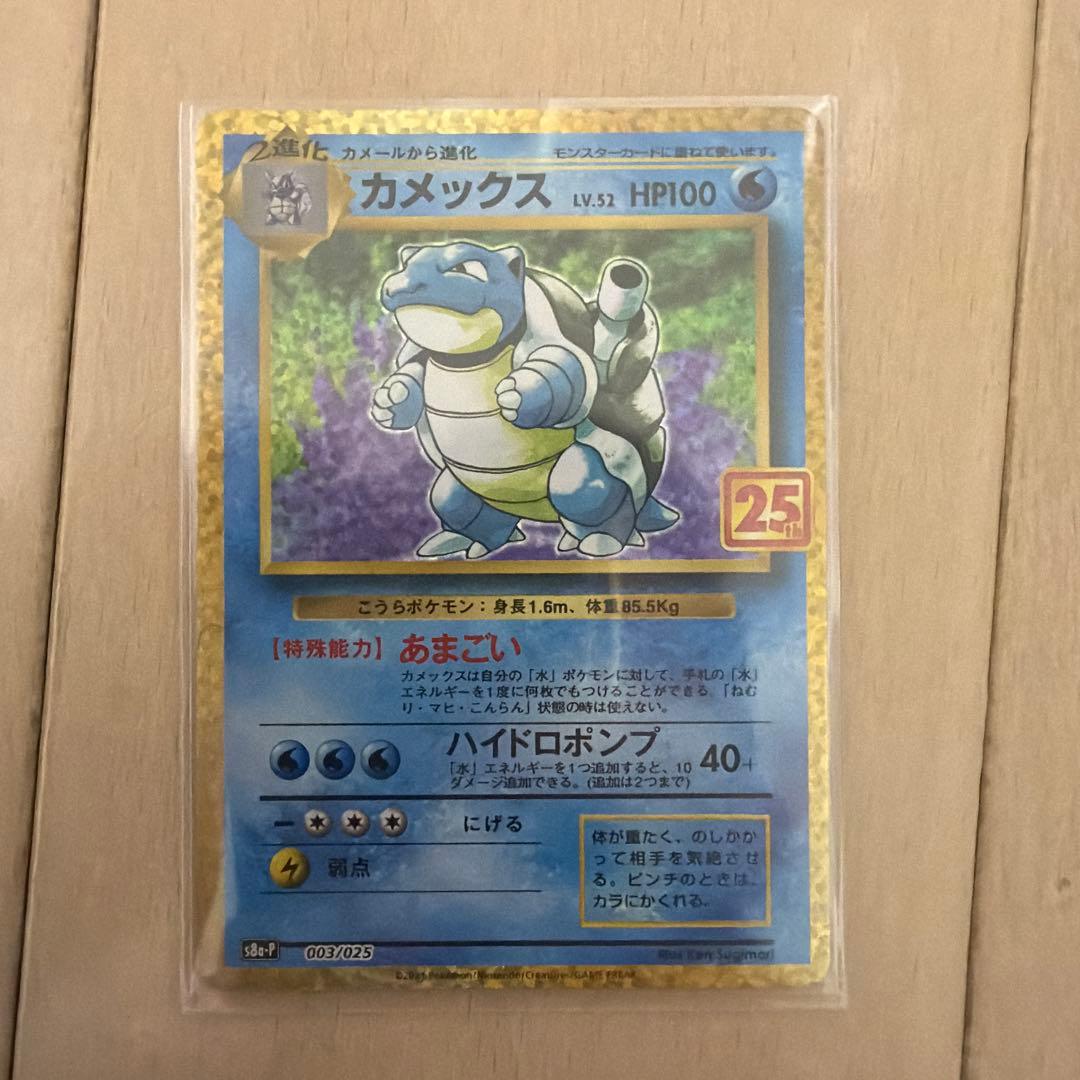 2進化 カメールから進化 モンスターカードに重ねて使います。
カメックス LV.52 HP100
25th
こうらポケモン：身長1.6m、体重85.5Kg
【特殊能力】 あまごい
カメックスは自分の「水」ポケモンに対して、手札の「水」
エネルギーを1度に何枚でもつけることができる。「ねむ
り・マヒ・こんらん」状態の時は使えない。
ハイドロポンプ 40+
「水」エネルギーを1つ追加すると、10
ダメージ追加できる。(追加は2つまで)
にげる
弱点
体が重たく、のしかか
って相手を気絶させ
る。ピンチのときは、
カラにかくれる。
s8a-P 003/025
Illus. Ken Sugimori
©2021 Pokémon/Nintendo/Creatures/GAME FREAK